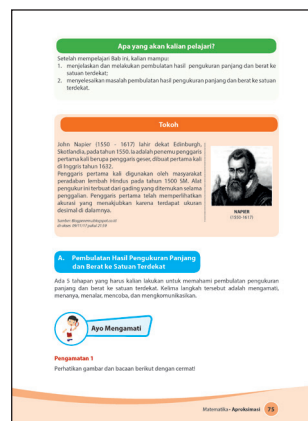 Apa yang akan kalian pelajari?
Setelah mempelajari Bab ini, kalian mampu:
1. menjelaskan dan melakukan pembulatan hasil pengukuran panjang dan berat ke
satuan terdekat;
2. menyelesaikan masalah pembulatan hasil pengukuran panjang dan berat ke satuan
terdekat.
Tokoh
John Napier (1550 - 1617) lahir dekat Edinburgh,
Skotlandia, pada tahun 1550. Ia adalah penemu penggaris
pertama kali berupa penggaris geser, dibuat pertama kali
di Inggris tahun 1632.
Penggaris pertama kali digunakan oleh masyarakat
peradaban lembah Hindus pada tahun 1500 SM. Alat
pengukur ini terbuat dari gading yang ditemukan selama
penggalian. Penggaris pertama telah memperlihatkan
akurasi yang menakjubkan karena terdapat ukuran
desimal di dalamnya.
NAPIER
(1550-1617)
A. Pembulatan Hasil Pengukuran Panjang
dan Berat ke Satuan Terdekat
Ada 5 tahapan yang harus kalian lakukan untuk memahami pembulatan pengukuran
panjang dan berat ke satuan terdekat. Kelima langkah tersebut adalah mengamati,
menanya, menalar, mencoba, dan mengkomunikasikan.
Ayo Mengamati
Pengamatan 1
Perhatikan gambar dan bacaan berikut dengan cermat!
Matematika • Aproksimasi 75